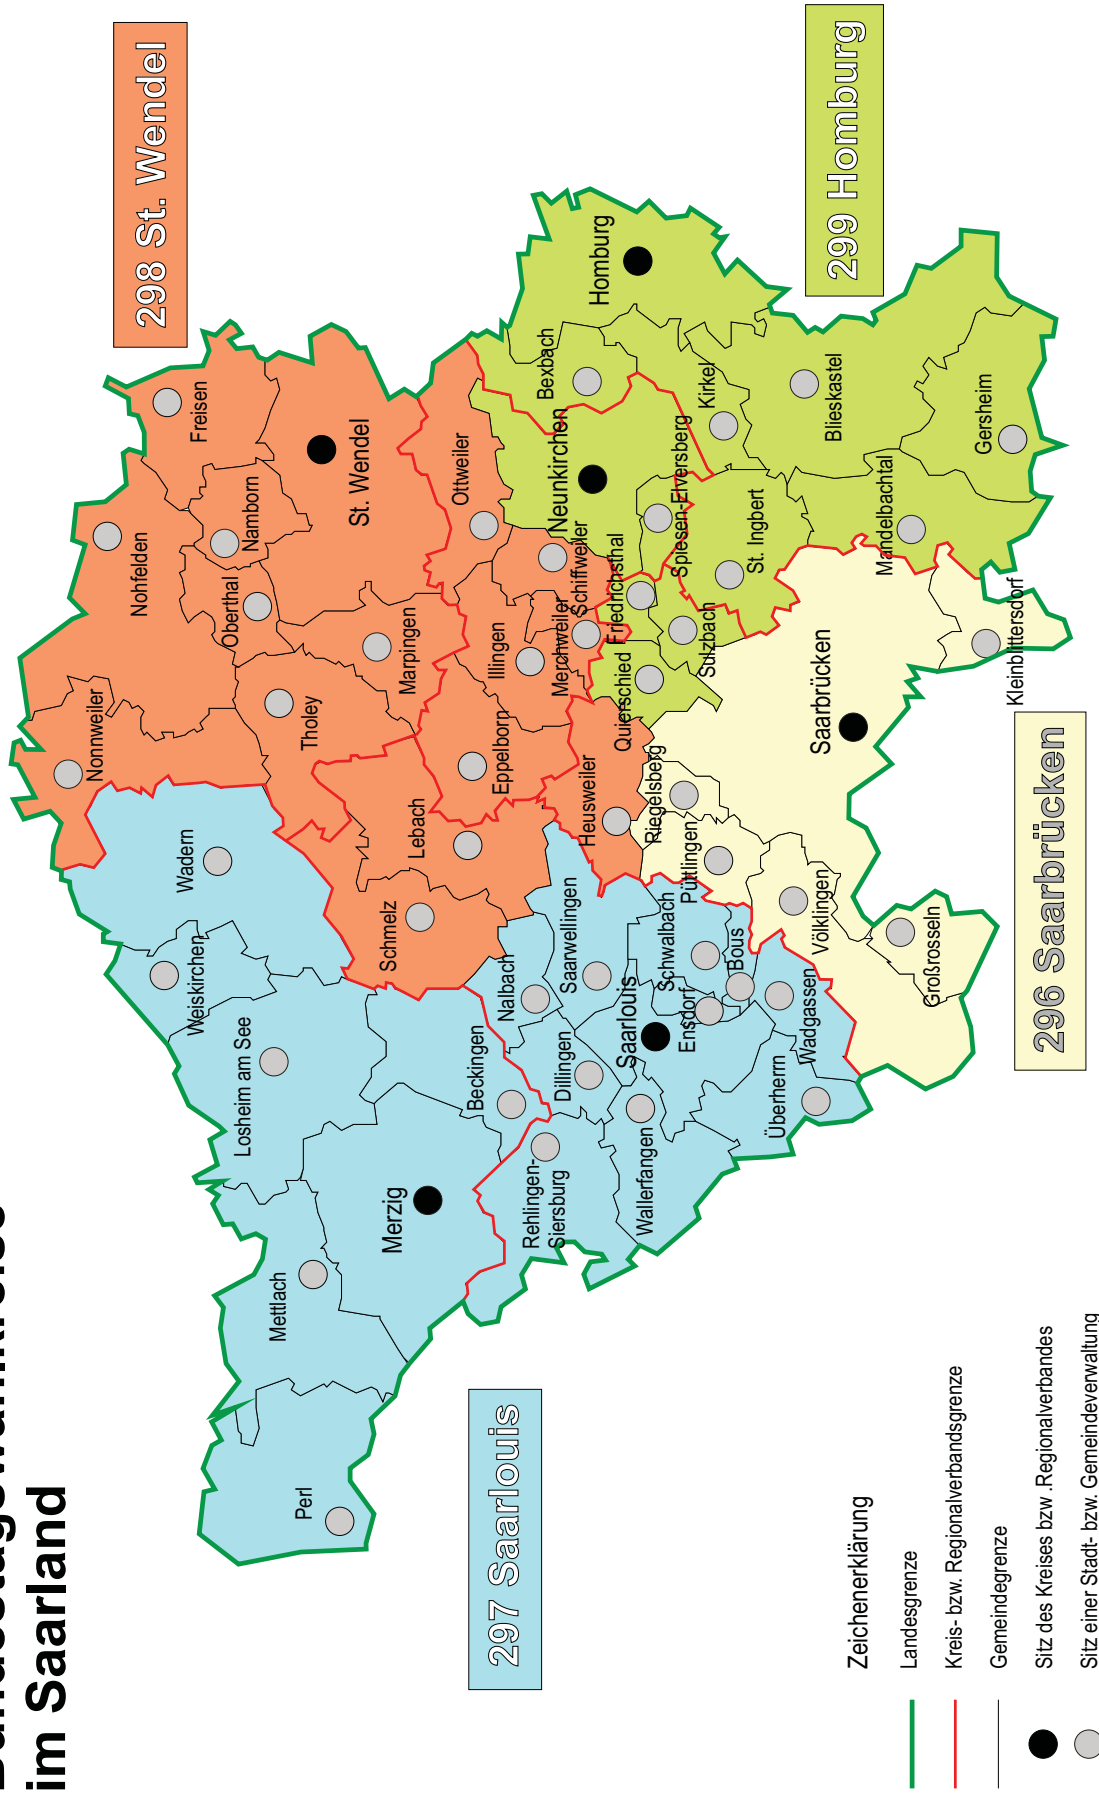 im Saarland
298 St. Wendel
299 Homburg
297 Saarlouis
296 Saarbrücken
Nonnweiler
Nohfelden
Freisen
Namborn
Oberthal
St. Wendel
Tholey
Marpingen
Wadern
Weiskirchen
Losheim am See
Mettlach
Perl
Merzig
Beckingen
Schmelz
Lebach
Eppelborn
Illingen
Ottweiler
Merchweiler
Schiffweiler
Neunkirchen
Bexbach
Homburg
Kirkel
Spiesen-Elversberg
Friedrichsthal
Sulzbach
Quierschied
St. Ingbert
Blieskastel
Gersheim
Mandelbachtal
Kleinblittersdorf
Saarbrücken
Heusweiler
Riegelsberg
Püttlingen
Völklingen
Großrosseln
Nalbach
Saarwellingen
Schwalbach
Bous
Ensdorf
Saarlouis
Dillingen
Rehlingen-
Siersburg
Wallerfangen
Überherrn
Wadgassen
Zeichenerklärung
Landesgrenze
Kreis- bzw. Regionalverbandsgrenze
Gemeindegrenze
Sitz des Kreises bzw .Regionalverbandes
Sitz einer Stadt- bzw. Gemeindeverwaltung